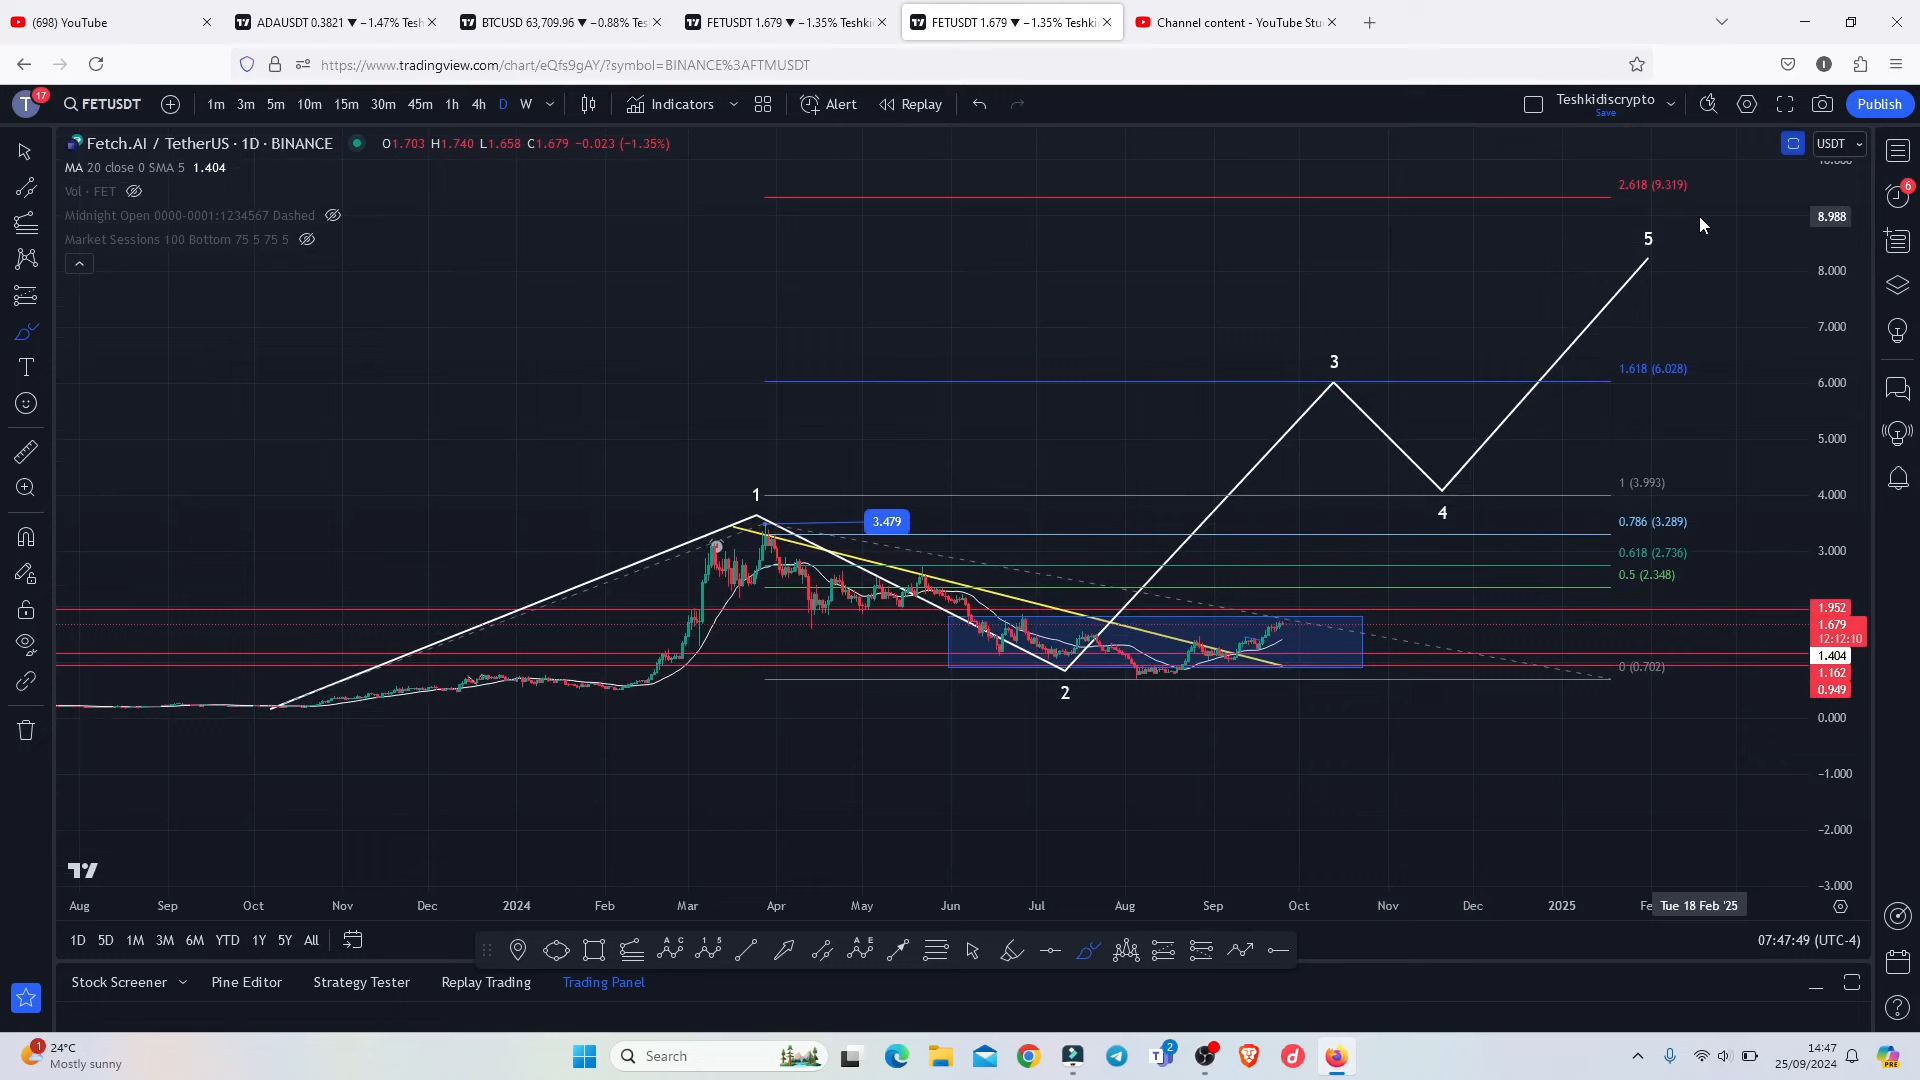 (698) YouTube
ADAUSDT 0.3821 ▼ −1.47% Tesh
BTCUSD 63,709.96 ▼ −0.88% Tes
FETUSDT 1.679 ▼ −1.35% Teshki
FETUSDT 1.679 ▼ −1.35% Teshki
Channel content - YouTube Stu
https://www.tradingview.com/chart/eQfs9gAY/?symbol=BINANCE%3AFTMUSDT
T 17
FETUSDT
1m 3m 5m 10m 15m 30m 45m 1h 4h D W
Indicators
Alert
Replay
Teshkidiscrypto
Save
Publish
Fetch.AI / TetherUS · 1D · BINANCE
O1.703 H1.740 L1.658 C1.679 −0.023 (−1.35%)
USDT
MA 20 close 0 SMA 5 1.404
Vol · FET
Midnight Open 0000-0001:1234567 Dashed
Market Sessions 100 Bottom 75 5 75 5
6
10.000
2.618 (9.319)
8.988
5
8.000
7.000
3
1.618 (6.028)
6.000
5.000
1 (3.993)
1
4.000
4
3.479
0.786 (3.289)
0.618 (2.736)
3.000
0.5 (2.348)
1.952
1.679
12:12:10
1.404
0 (0.702)
1.162
0.949
2
0.000
−1.000
−2.000
−3.000
Aug Sep Oct Nov Dec 2024 Feb Mar Apr May Jun Jul Aug Sep Oct Nov Dec 2025 Fe
Tue 18 Feb '25
1D 5D 1M 3M 6M YTD 1Y 5Y All
07:47:49 (UTC-4)
Stock Screener
Pine Editor
Strategy Tester
Replay Trading
Trading Panel
1
24°C
Mostly sunny
Search
2
14:47
25/09/2024
PRE